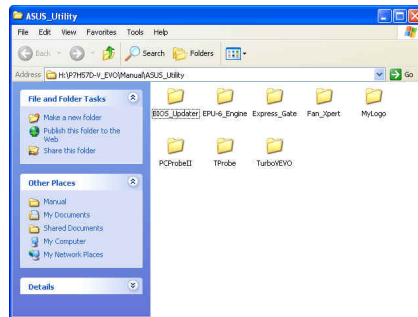 ASUS_Utility
File Edit View Favorites Tools Help
Back Search Folders
Address H:\P7H57D-V_EVO\Manual\ASUS_Utility Go
File and Folder Tasks
Make a new folder
Publish this folder to the Web
Share this folder
Other Places
Manual
My Documents
Shared Documents
My Computer
My Network Places
Details
BIOS_Updater EPU-6_Engine Express_Gate Fan_Xpert MyLogo
PCProbeII TProbe TurboVEVO